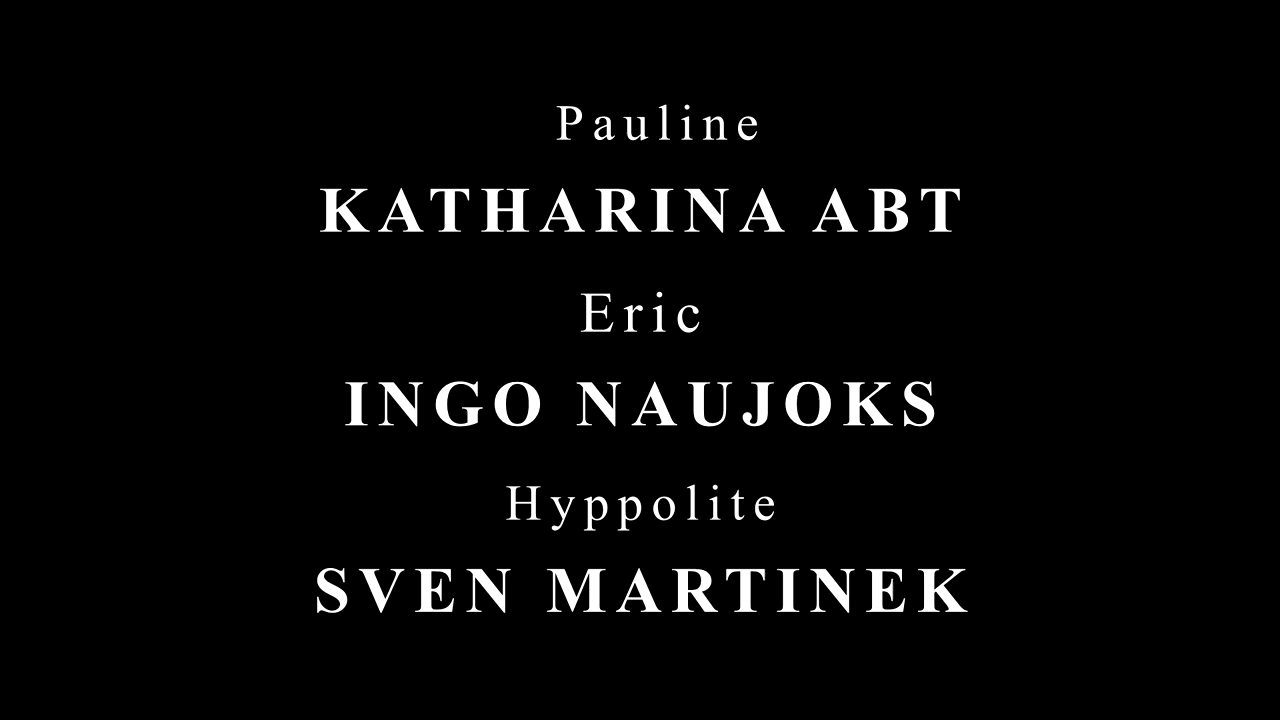 Pauline
KATHARINA ABT
Eric
INGO NAUJOKS
Hyppolite
SVEN MARTINEK